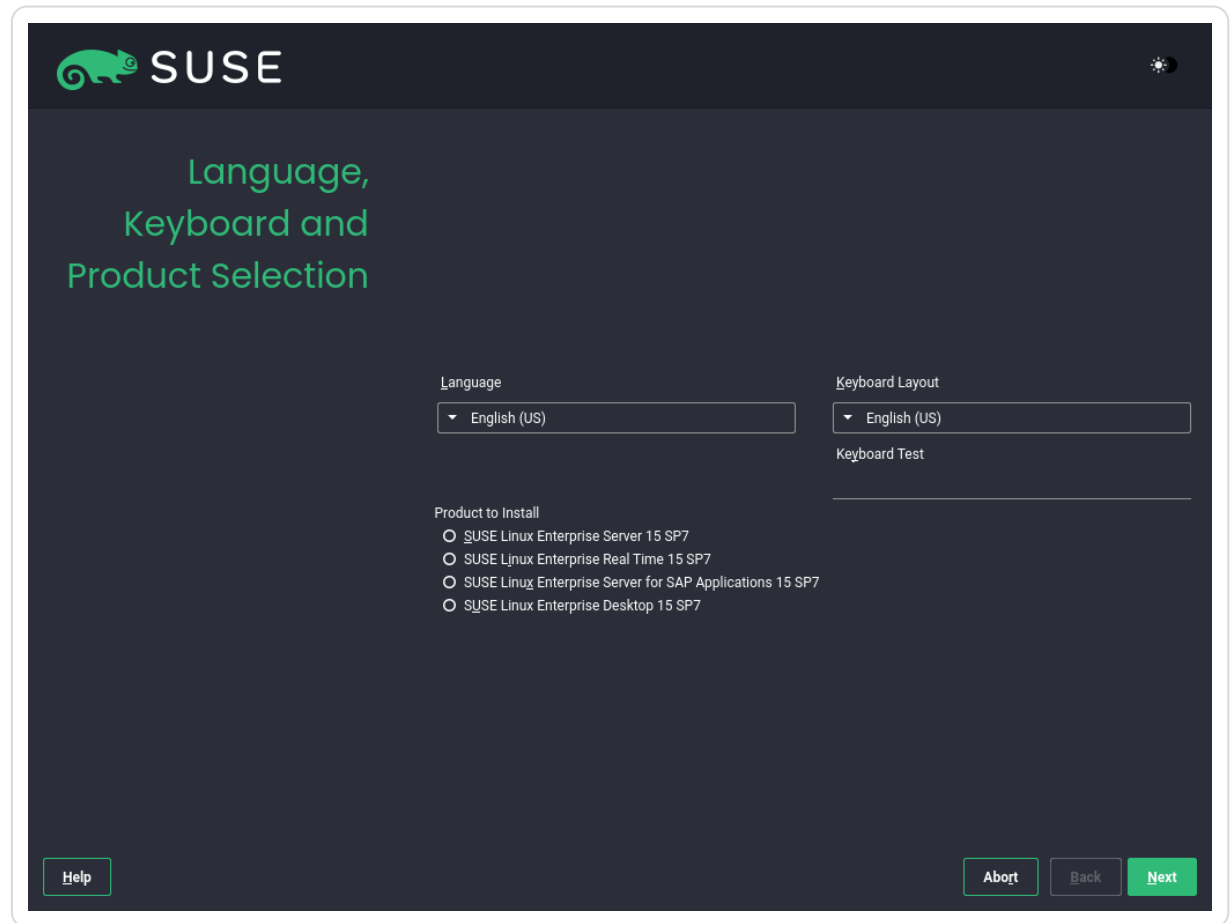 SUSE
Language,
Keyboard and
Product Selection
Language
Keyboard Layout
English (US)
English (US)
Keyboard Test
Product to Install
SUSE Linux Enterprise Server 15 SP7
SUSE Linux Enterprise Real Time 15 SP7
SUSE Linux Enterprise Server for SAP Applications 15 SP7
SUSE Linux Enterprise Desktop 15 SP7
Help
Abort
Back
Next